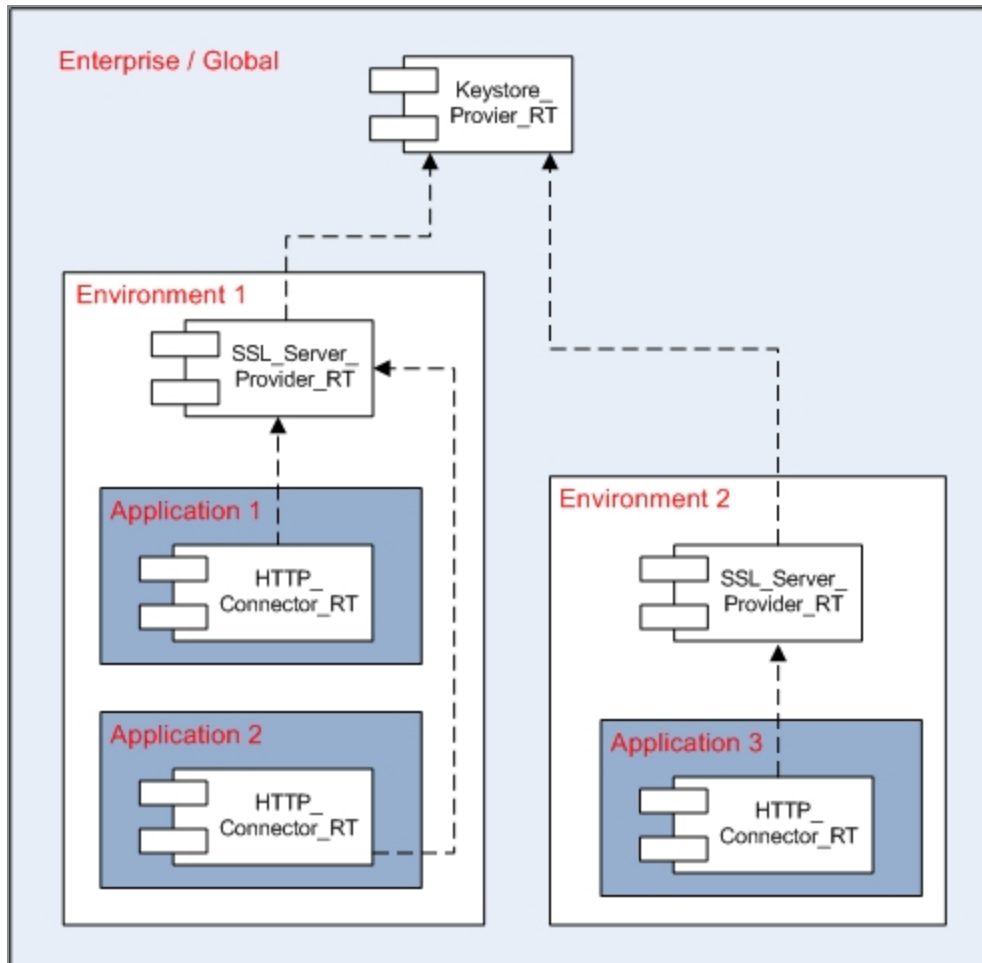 Enterprise / Global
Keystore_
Provier_RT
Environment 1
SSL_Server_
Provider_RT
Application 1
HTTP_
Connector_RT
Application 2
HTTP_
Connector_RT
Environment 2
SSL_Server_
Provider_RT
Application 3
HTTP_
Connector_RT